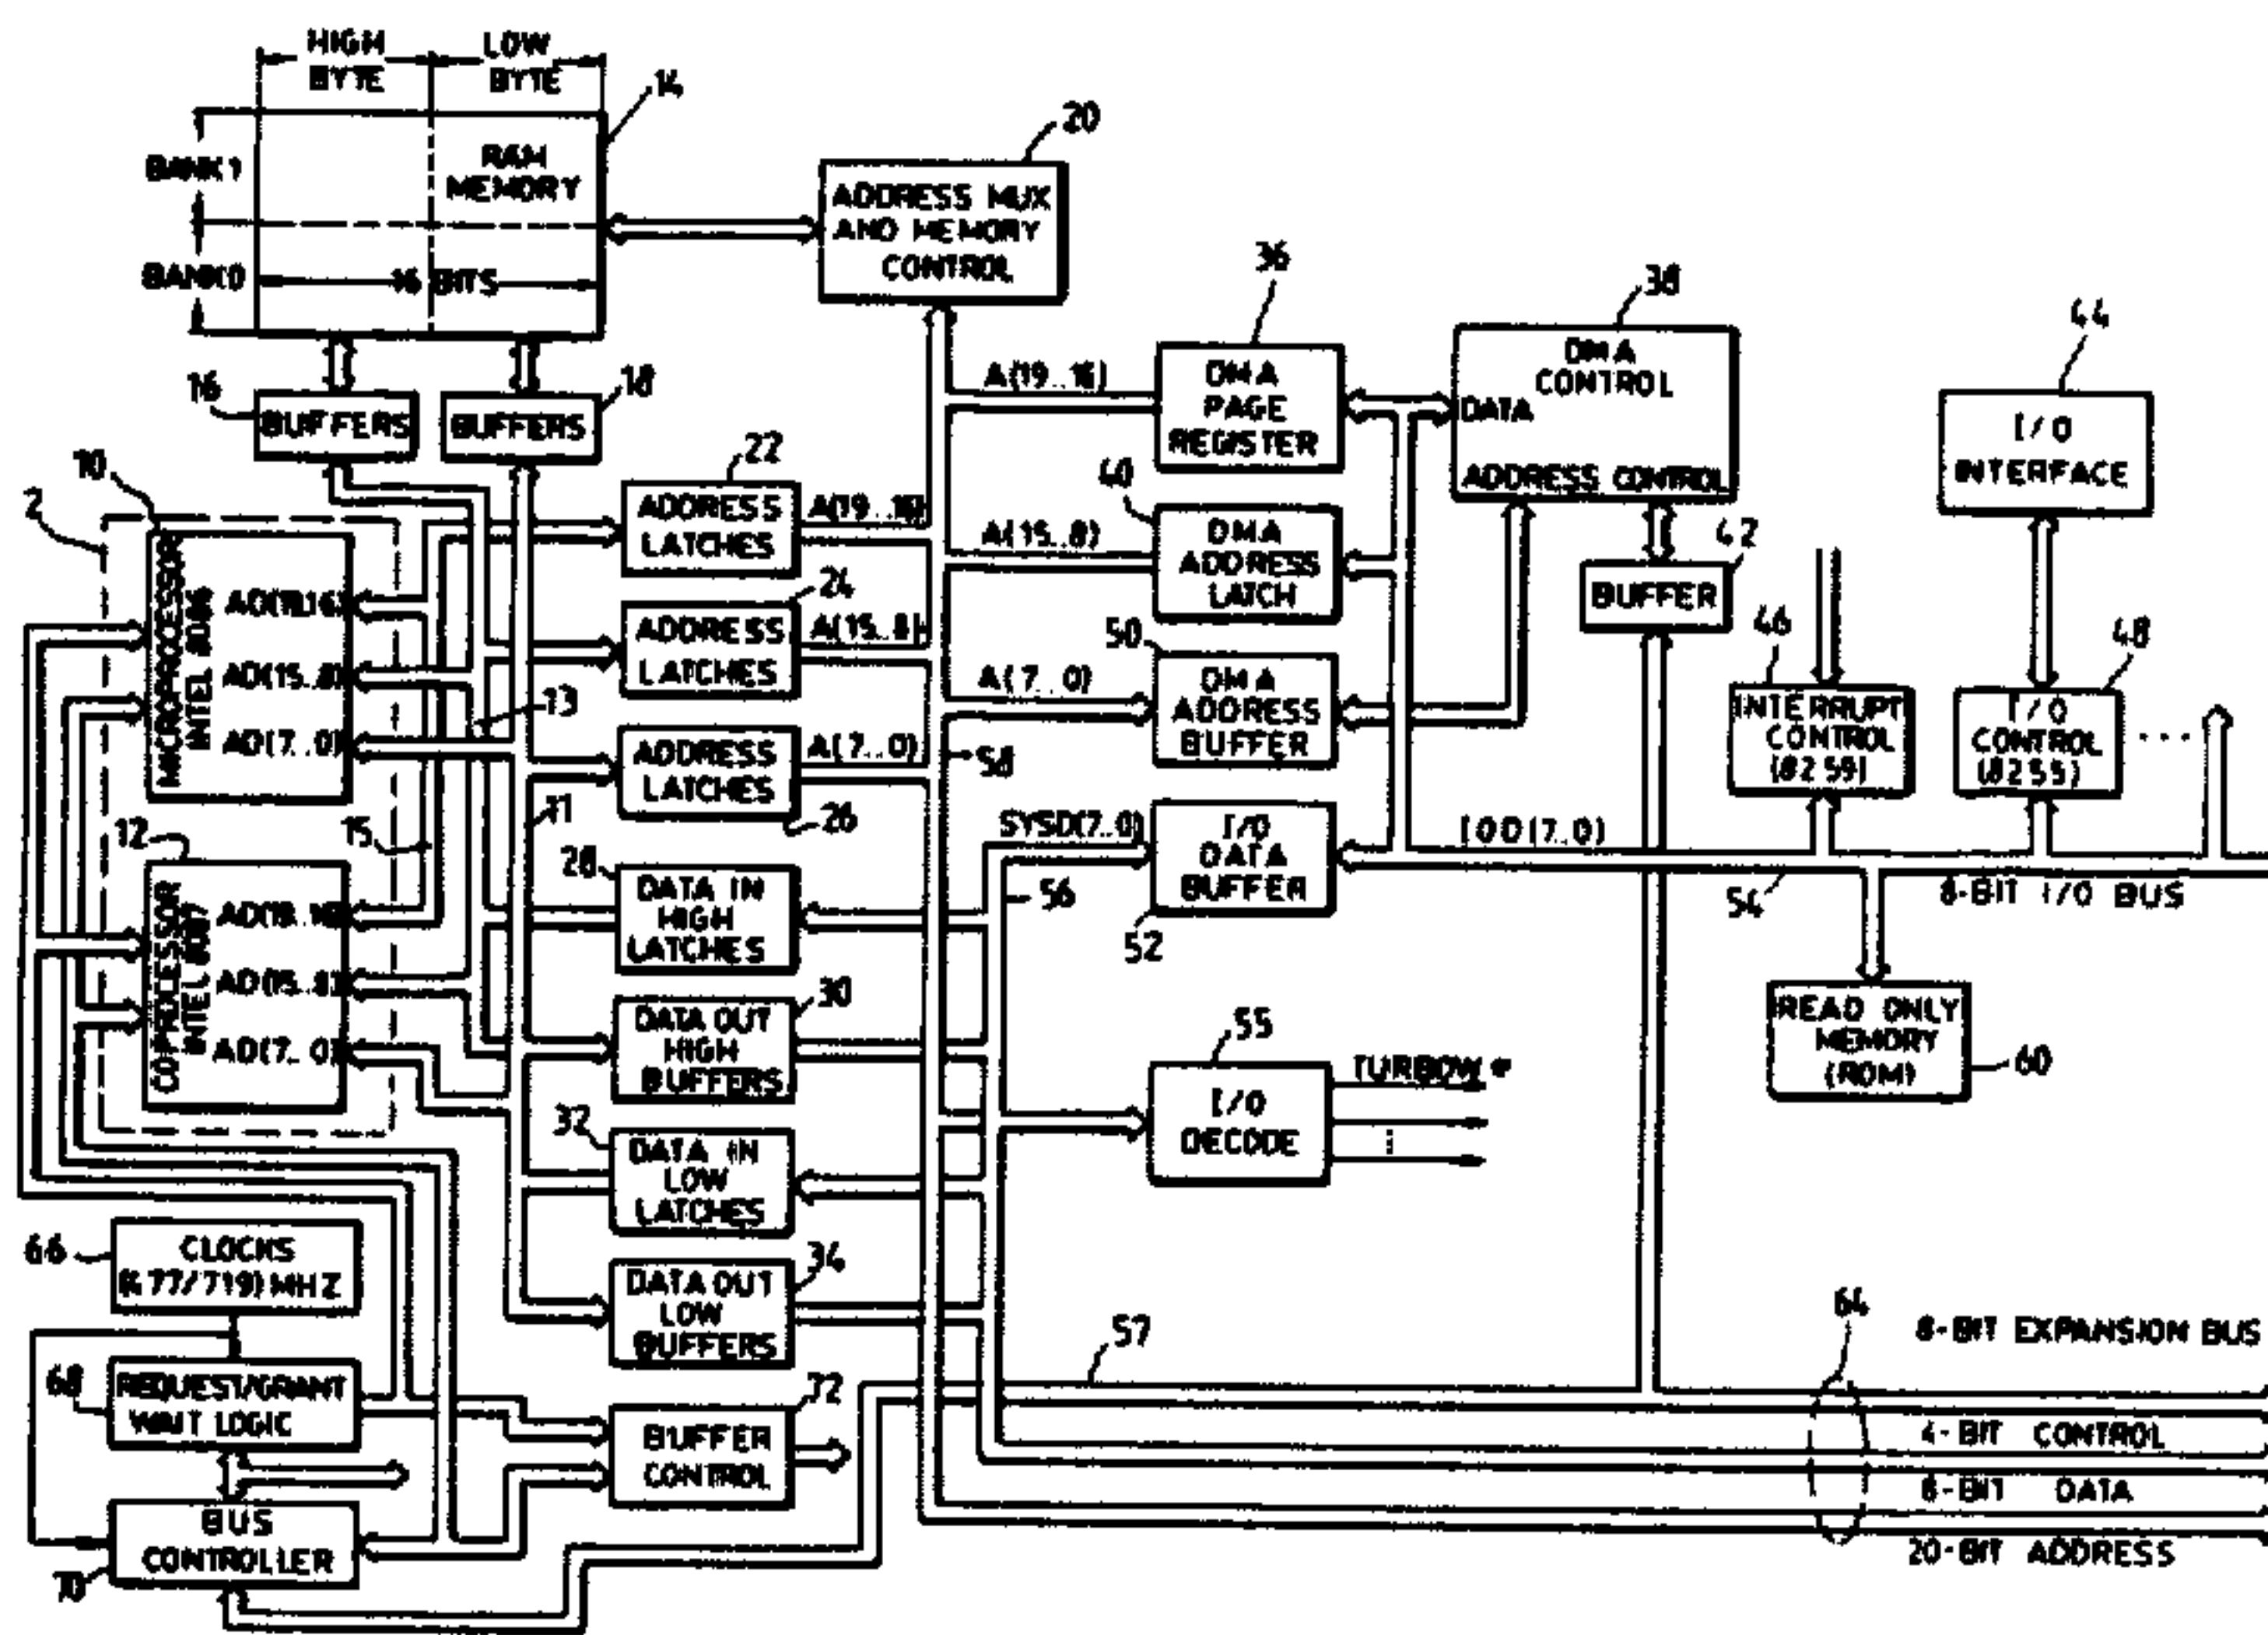 HIGH
BYTE
LOW
BYTE
14
BANK 1
RAM
MEMORY
BANK 0
16 BITS
20
ADDRESS MUX
AND MEMORY
CONTROL
16
BUFFERS
18
BUFFERS
36
DMA
PAGE
REGISTER
A(19..16)
38
DMA
CONTROL
DATA
ADDRESS CONTROL
44
I/O
INTERFACE
2
10
MICROPROCESSOR
INTEL 8086
AD(15..8)
AD(7..0)
22
ADDRESS
LATCHES
A(19..16)
24
ADDRESS
LATCHES
A(15..8)
13
ADDRESS
LATCHES
A(7..0)
26
11
15
58
40
DMA
ADDRESS
LATCH
A(15..8)
50
DMA
ADDRESS
BUFFER
A(7..0)
42
BUFFER
46
INTERRUPT
CONTROL
(8259)
48
I/O
CONTROL
(8255)
....
12
COPROCESSOR
INTEL 8087
AD(19..16)
AD(15..8)
AD(7..0)
28
DATA IN
HIGH
LATCHES
SYSD(7..0)
I/O
DATA
BUFFER
52
56
IOD(7..0)
54
8-BIT I/O BUS
30
DATA OUT
HIGH
BUFFERS
55
I/O
DECODE
TURBOW *
READ ONLY
MEMORY
(ROM)
60
32
DATA IN
LOW
LATCHES
34
DATA OUT
LOW
BUFFERS
66
CLOCKS
68
REQUEST/GRANT
WAIT LOGIC
72
BUFFER
CONTROL
70
BUS
CONTROLLER
57
64
8-BIT EXPANSION BUS
4-BIT CONTROL
8-BIT DATA
20-BIT ADDRESS